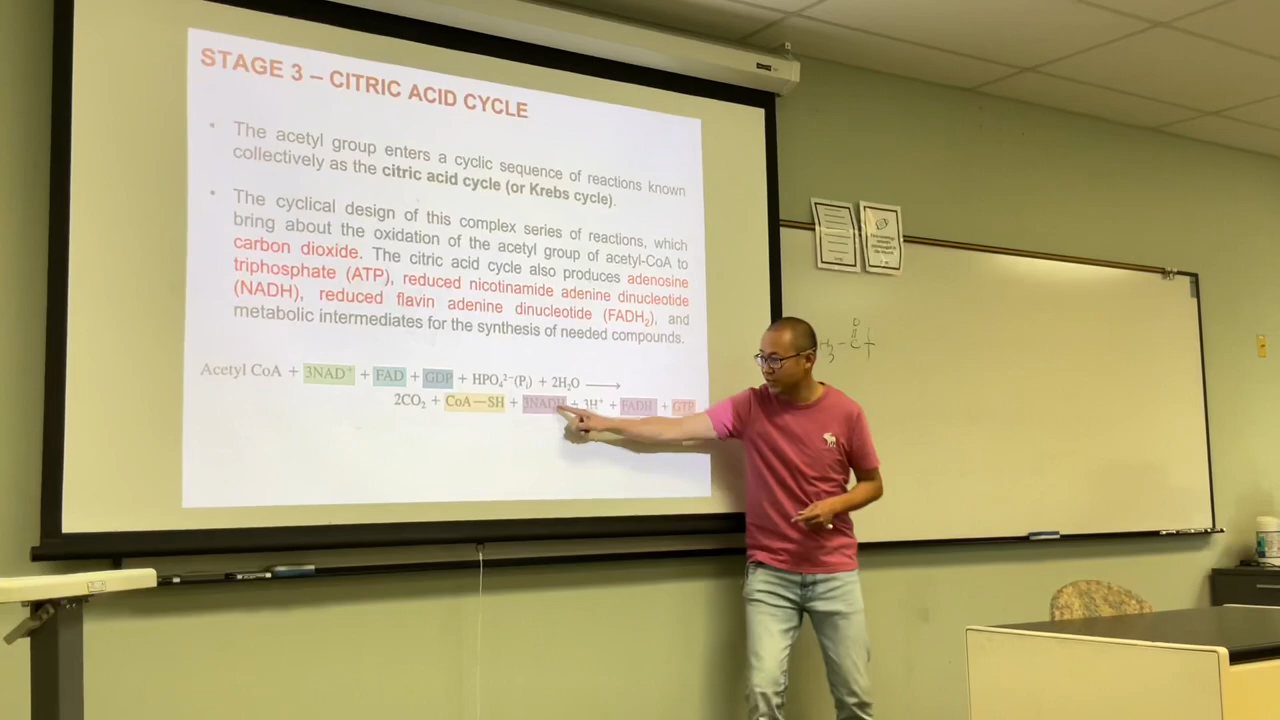 STAGE 3 – CITRIC ACID CYCLE
• The acetyl group enters a cyclic sequence of reactions known
collectively as the citric acid cycle (or Krebs cycle).
• The cyclical design of this complex series of reactions, which
bring about the oxidation of the acetyl group of acetyl-CoA to
carbon dioxide. The citric acid cycle also produces adenosine
triphosphate (ATP), reduced nicotinamide adenine dinucleotide
(NADH), reduced flavin adenine dinucleotide (FADH₂), and
metabolic intermediates for the synthesis of needed compounds.
Acetyl CoA + 3NAD⁺ + FAD + GDP + HPO₄²⁻(Pᵢ) + 2H₂O ⟶
2CO₂ + CoA—SH + 3NADH + 3H⁺ + FADH + GTP